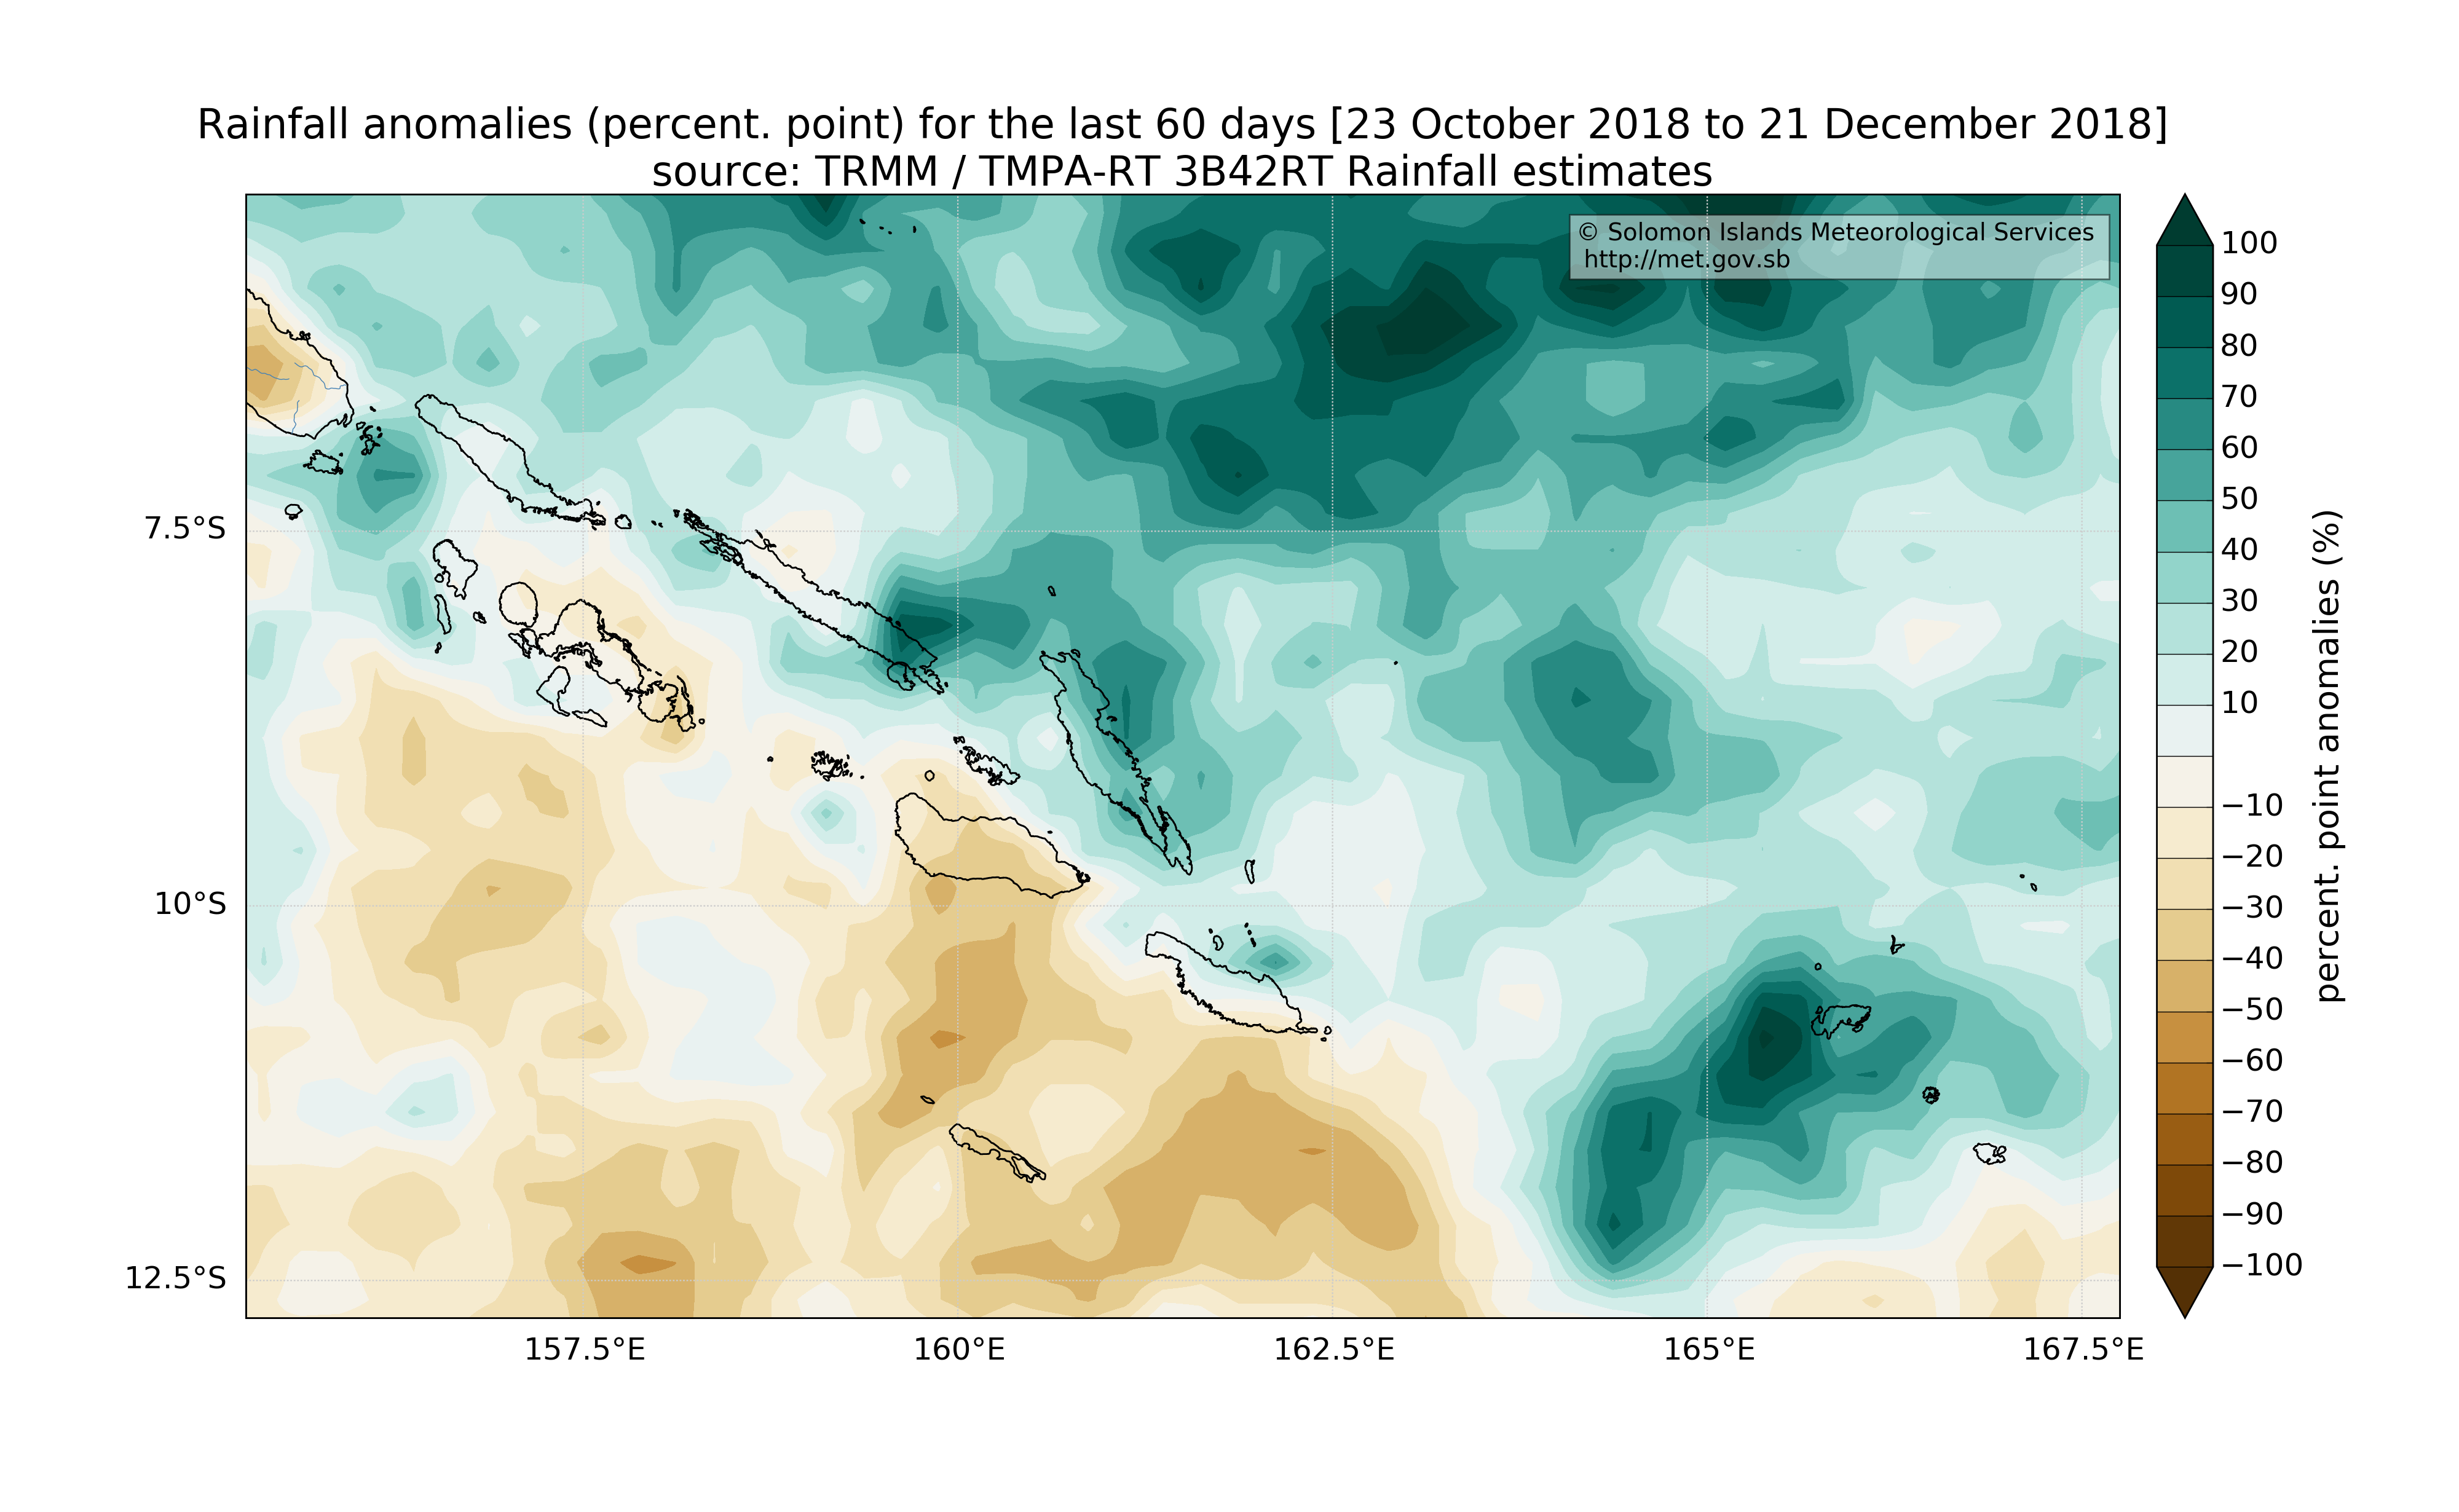 Rainfall anomalies (percent. point) for the last 60 days [23 October 2018 to 21 December 2018]
source: TRMM / TMPA-RT 3B42RT Rainfall estimates
© Solomon Islands Meteorological Services
http://met.gov.sb
7.5°S
10°S
12.5°S
157.5°E
160°E
162.5°E
165°E
167.5°E
100
90
80
70
60
50
40
30
20
10
−10
−20
−30
−40
−50
−60
−70
−80
−90
−100
percent. point anomalies (%)